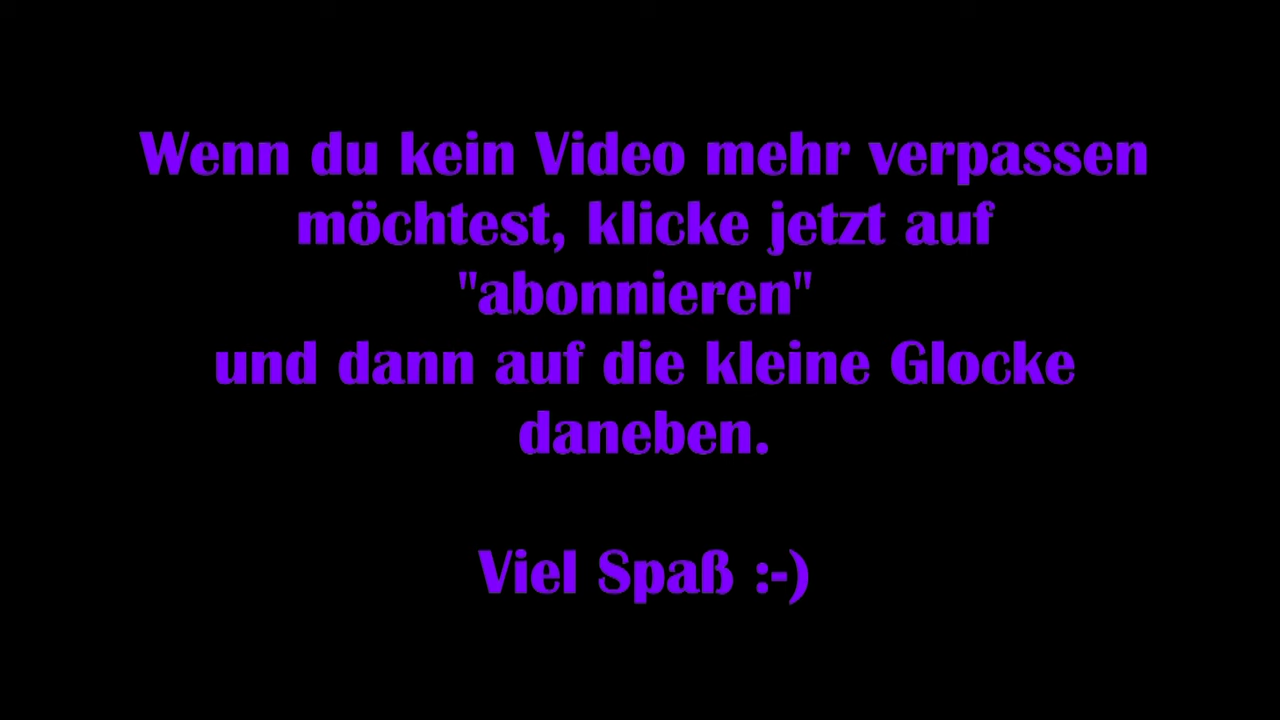 Wenn du kein Video mehr verpassen
möchtest, klicke jetzt auf
"abonnieren"
und dann auf die kleine Glocke
daneben.
Viel Spaß :-)